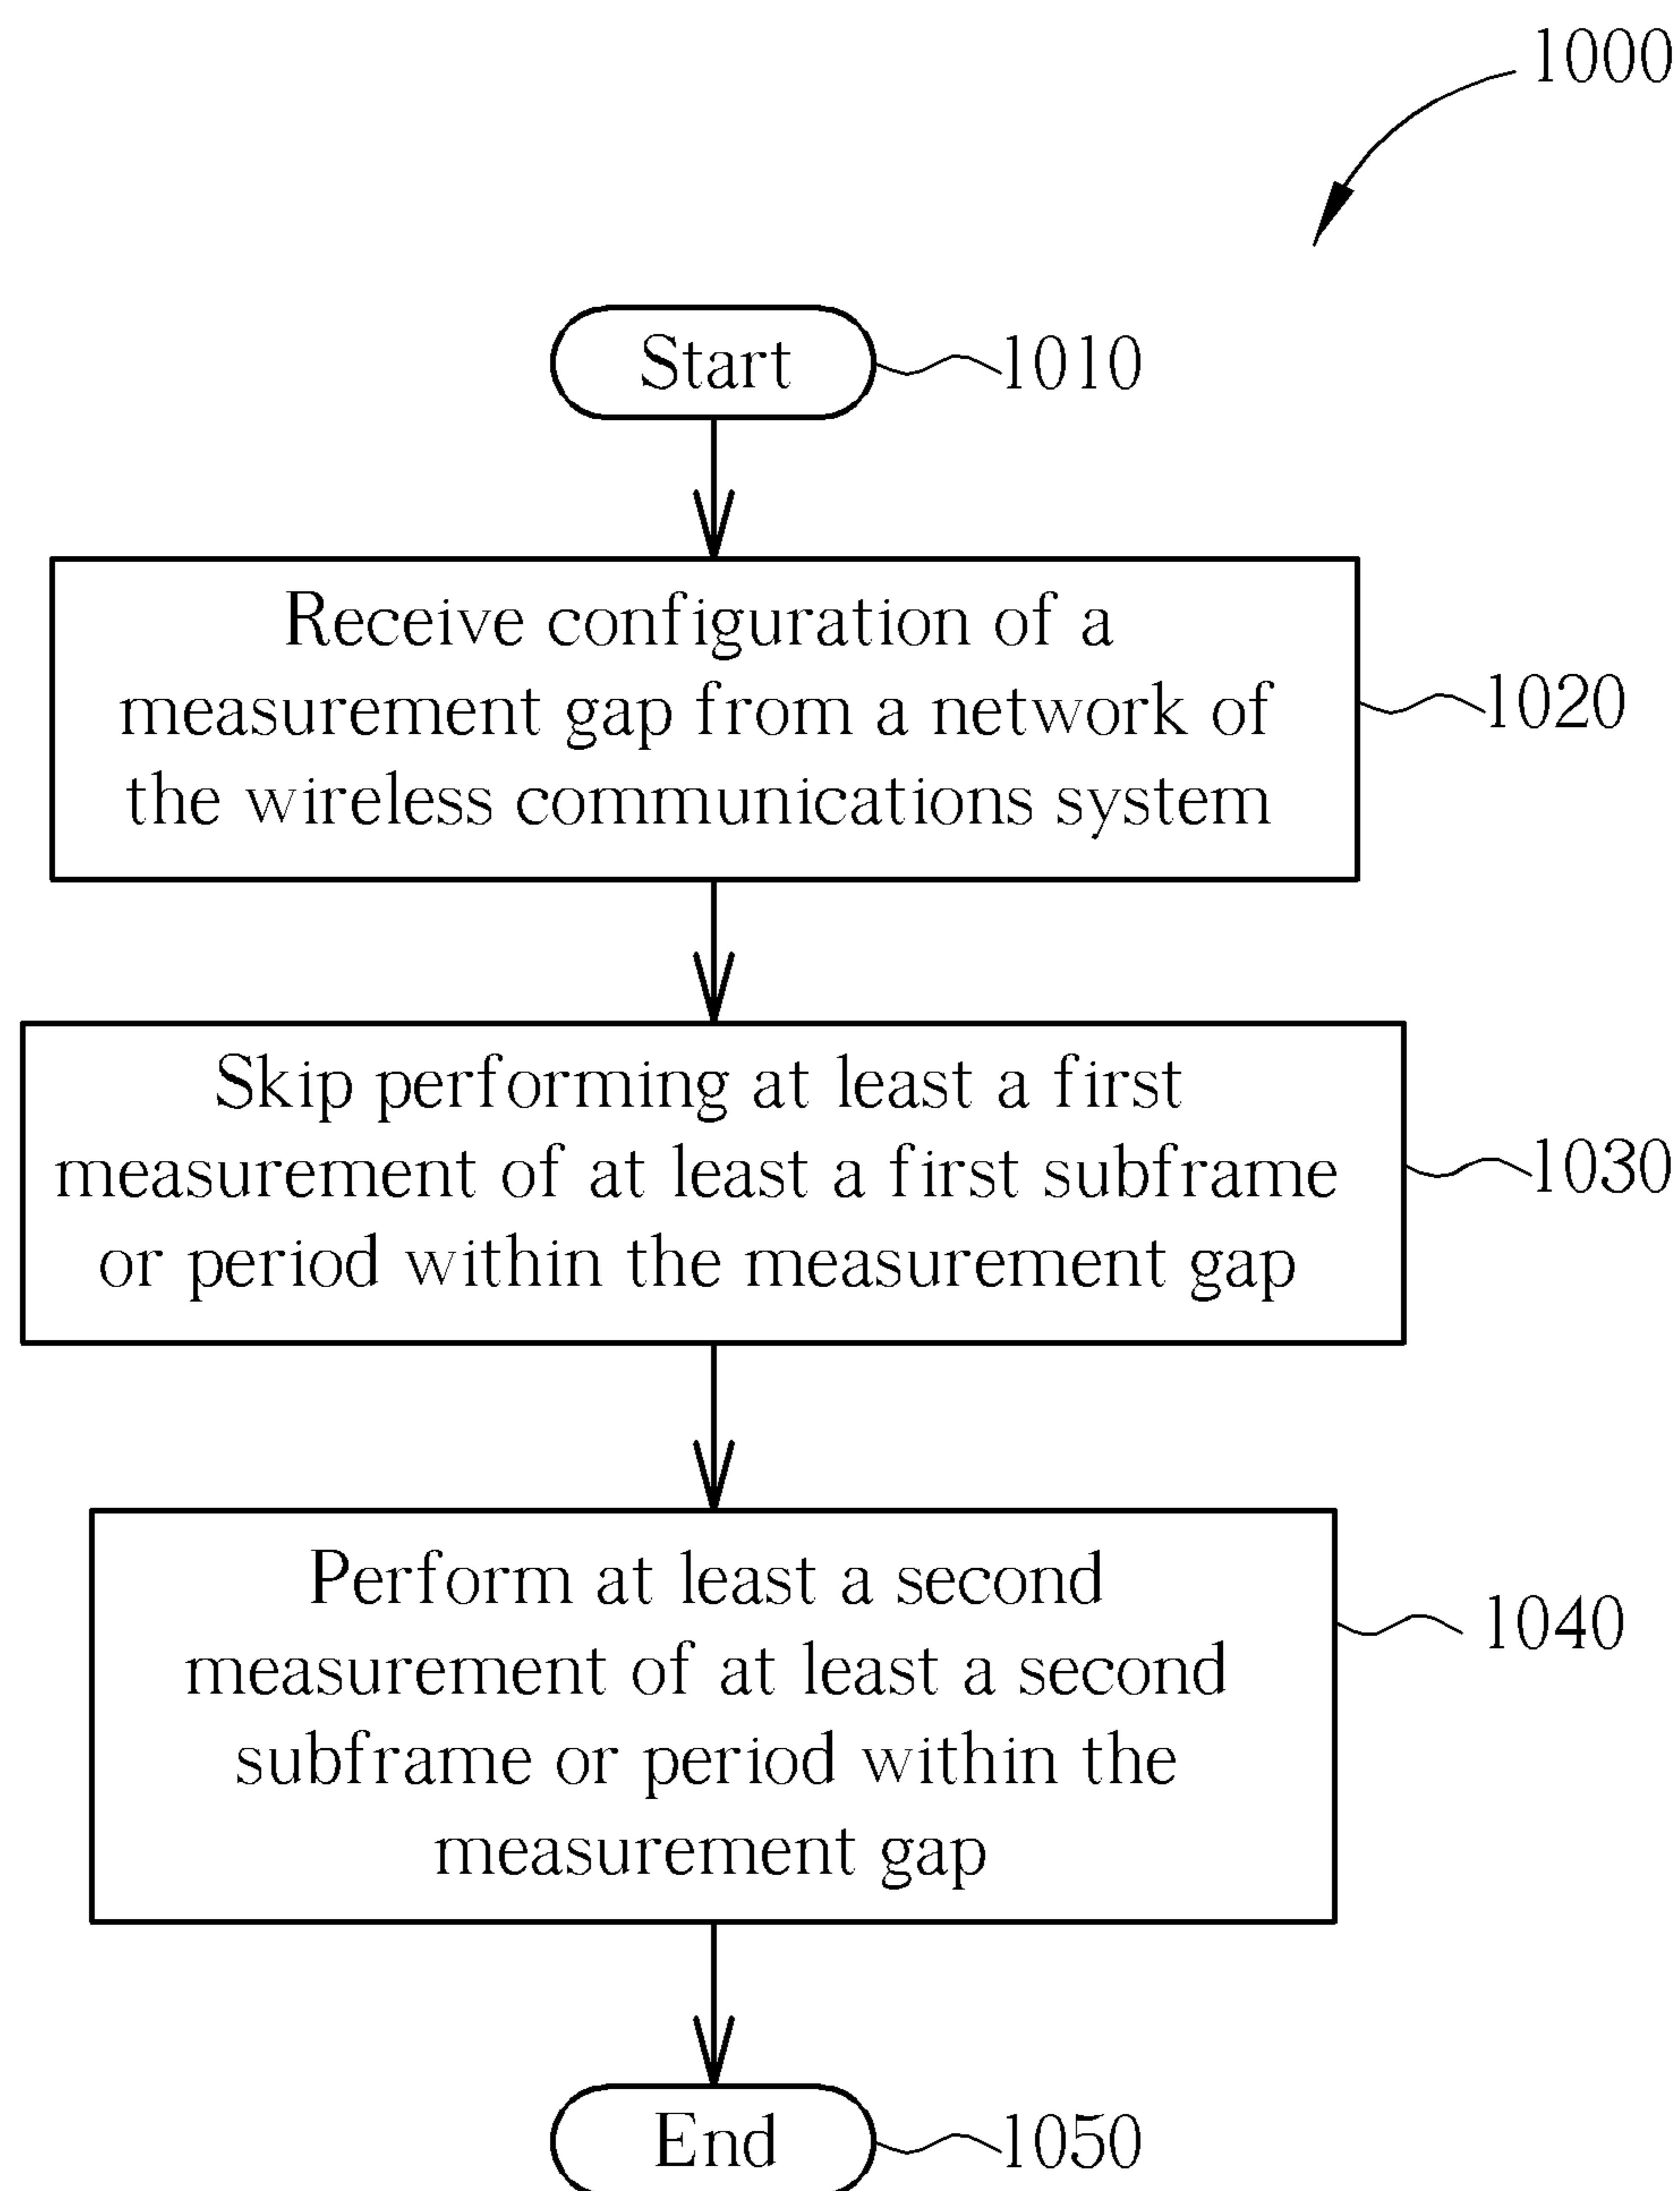 1000
Start
1010
Receive configuration of a
measurement gap from a network of
the wireless communications system
1020
Skip performing at least a first
measurement of at least a first subframe
or period within the measurement gap
1030
Perform at least a second
measurement of at least a second
subframe or period within the
measurement gap
1040
End
1050